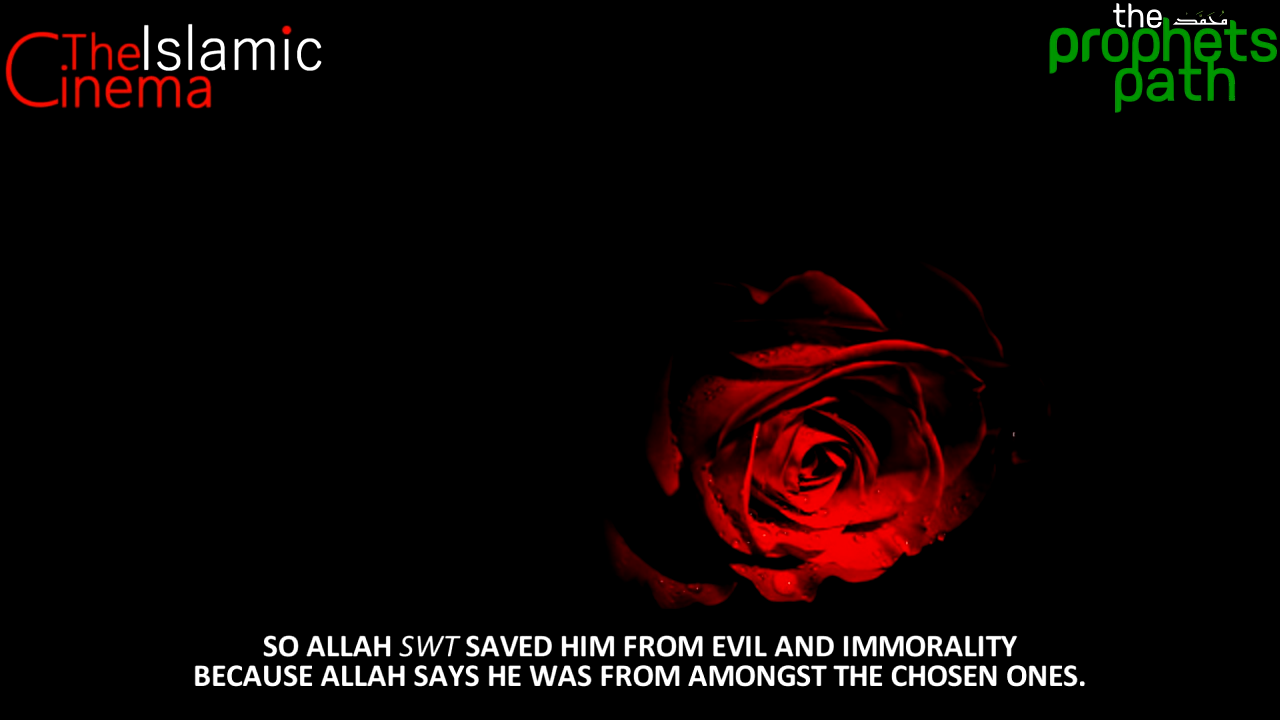 TheIslamic
Cinema
the محمد
prophets
path
SO ALLAH SWT SAVED HIM FROM EVIL AND IMMORALITY
BECAUSE ALLAH SAYS HE WAS FROM AMONGST THE CHOSEN ONES.